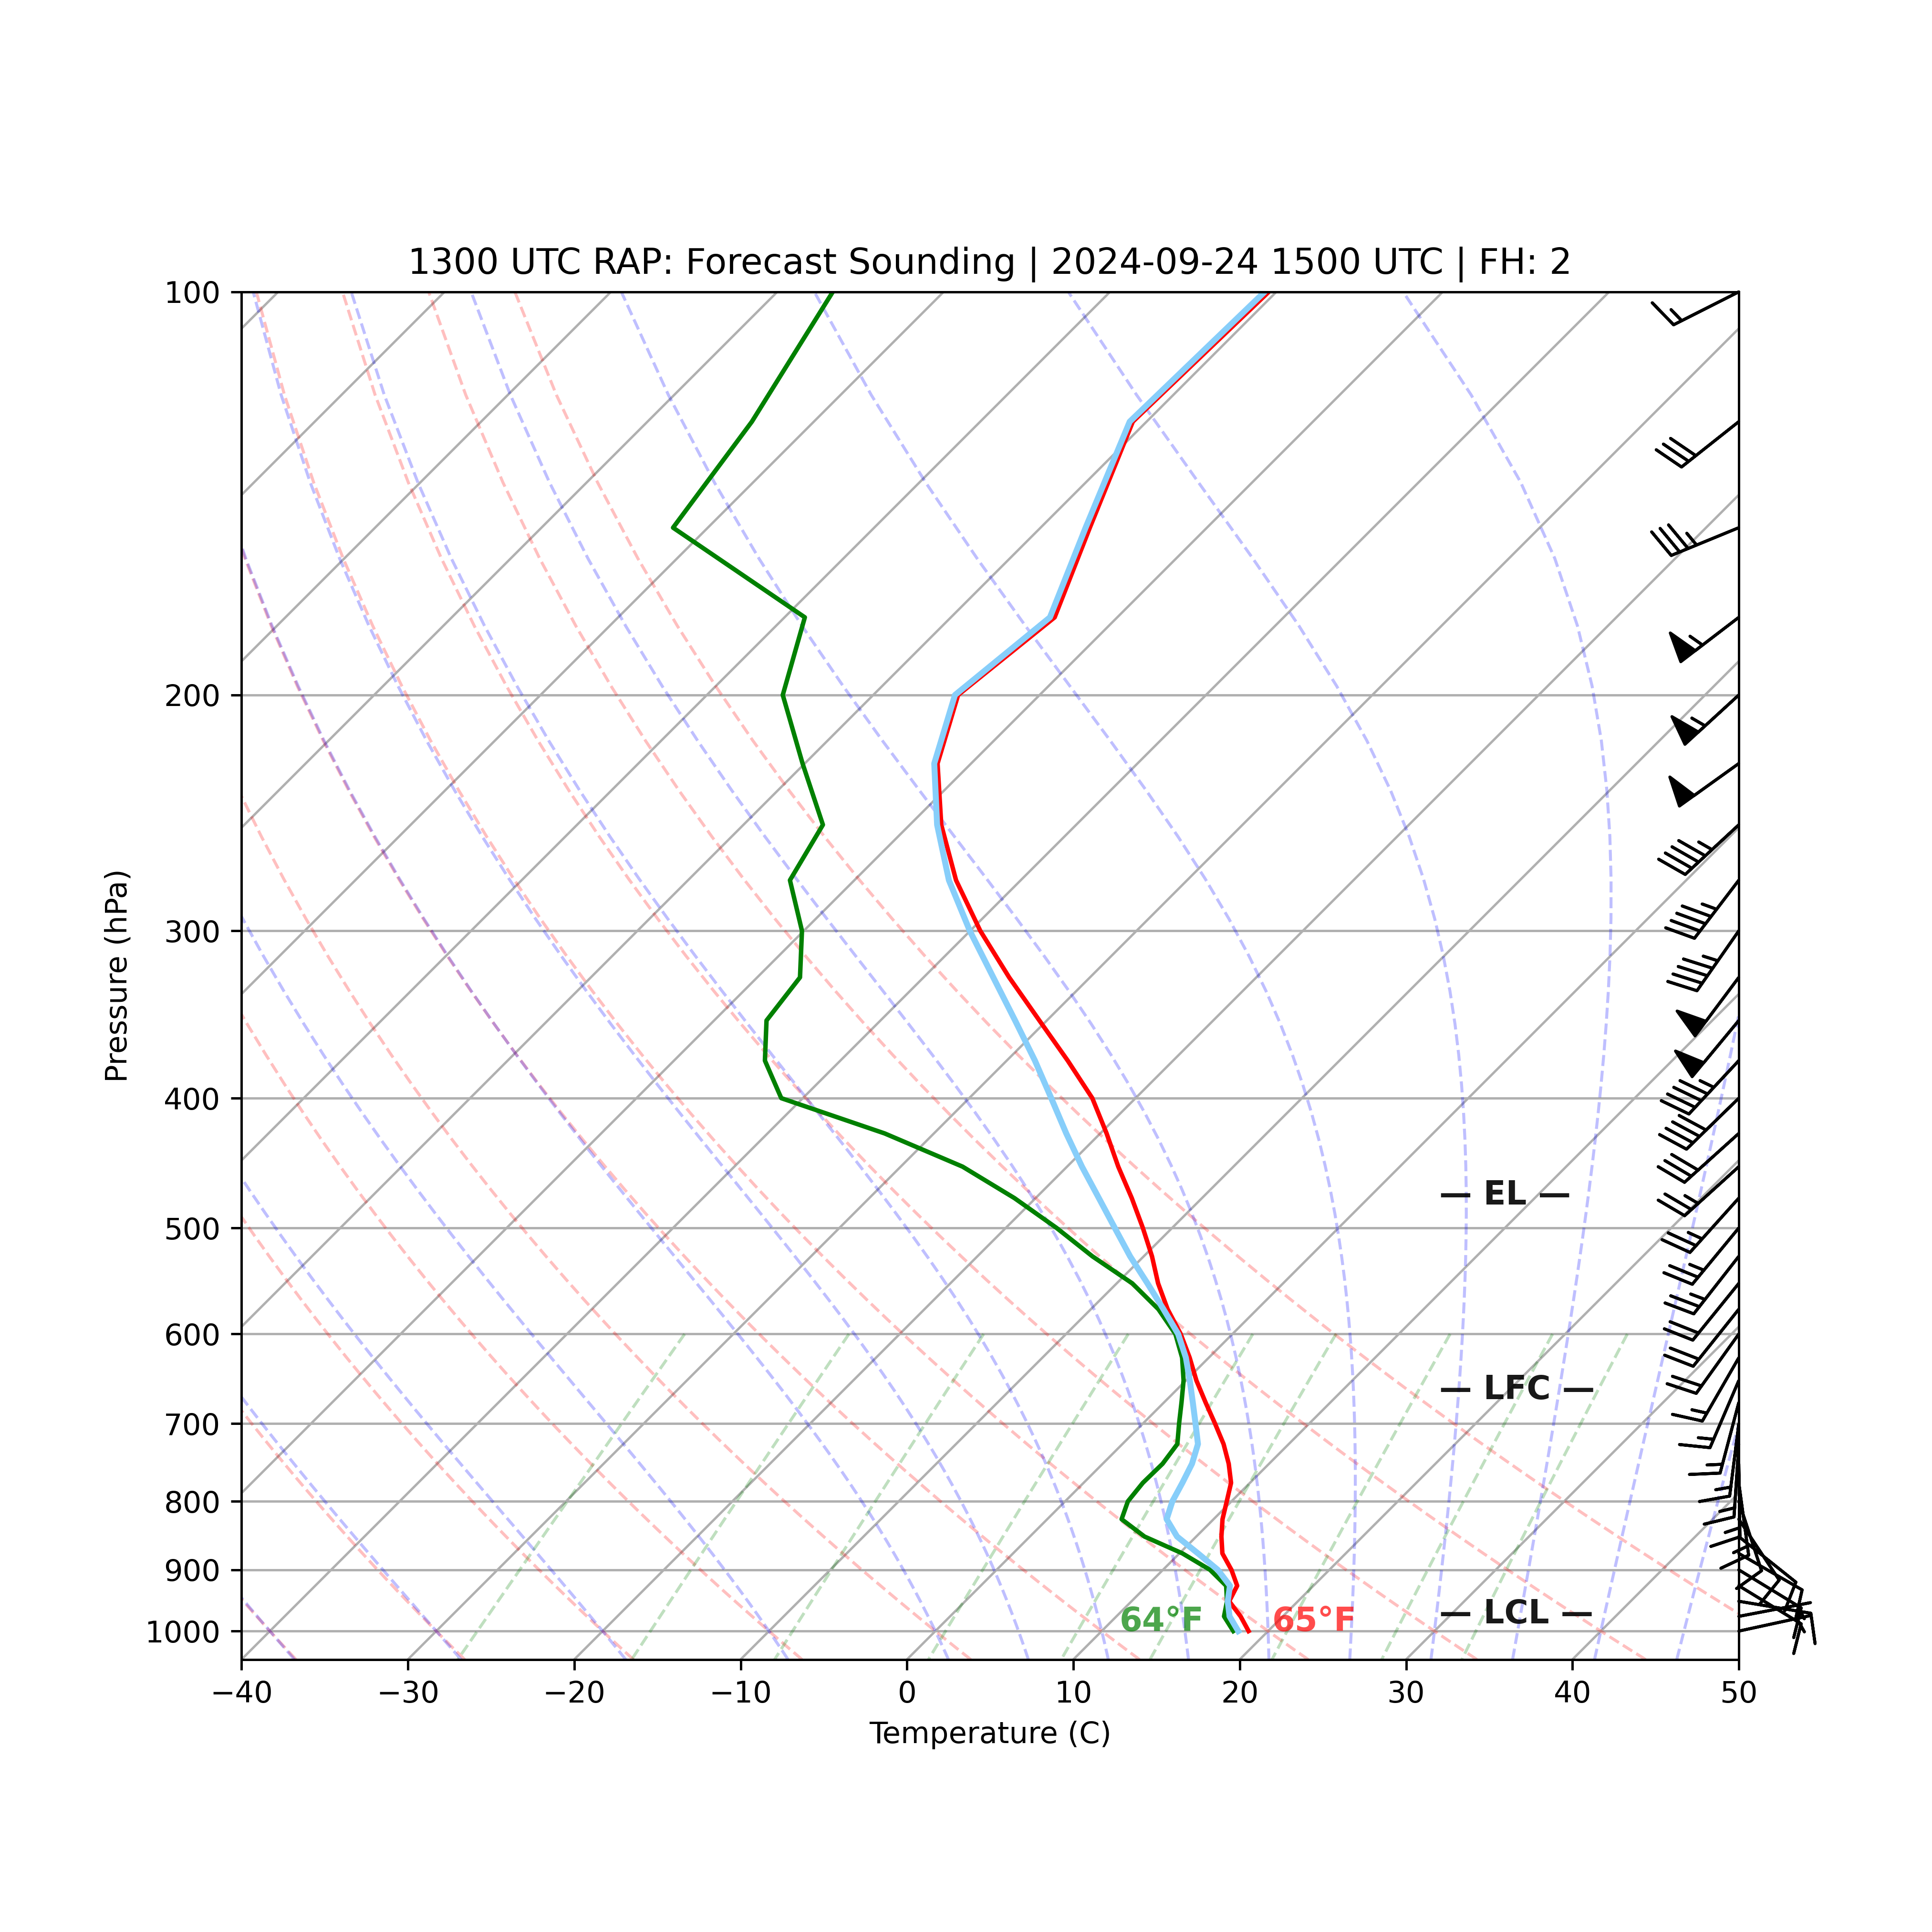 1300 UTC RAP: Forecast Sounding | 2024-09-24 1500 UTC | FH: 2
100
200
300
400
500
600
700
800
900
1000
Pressure (hPa)
— EL —
— LFC —
— LCL —
64°F 65°F
−40 −30 −20 −10 0 10 20 30 40 50
Temperature (C)